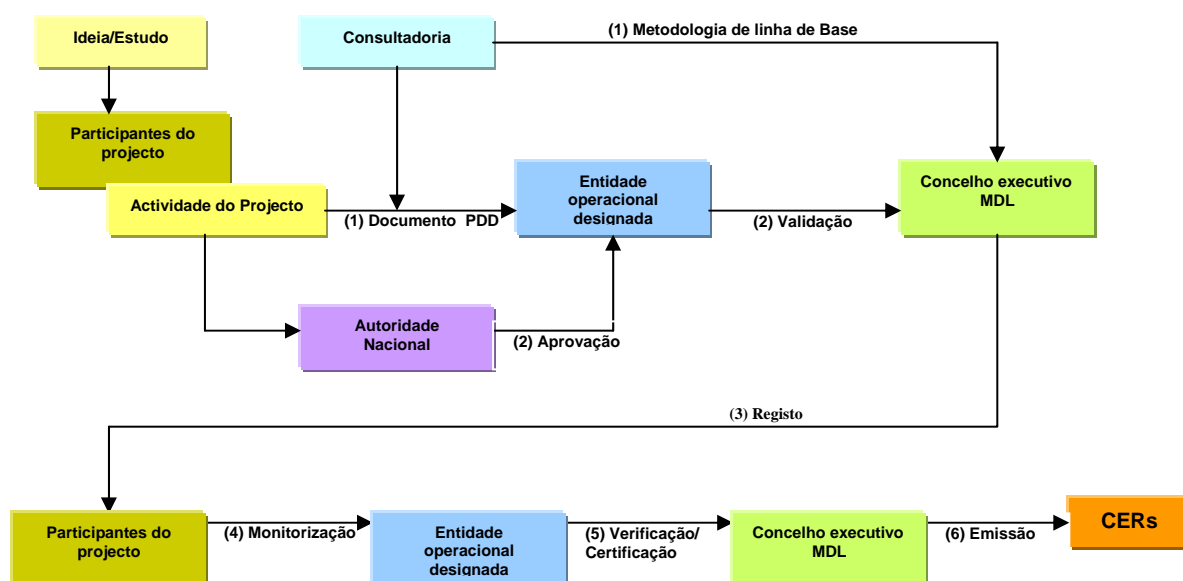 Ideia/Estudo
Consultadoria
(1) Metodologia de linha de Base
Participantes do
projecto
Actividade do Projecto
(1) Documento PDD
Entidade
operacional
designada
(2) Validação
Concelho executivo
MDL
Autoridade
Nacional
(2) Aprovação
(3) Registo
Participantes do
projecto
(4) Monitorização
Entidade
operacional
designada
(5) Verificação/
Certificação
Concelho executivo
MDL
(6) Emissão
CERs